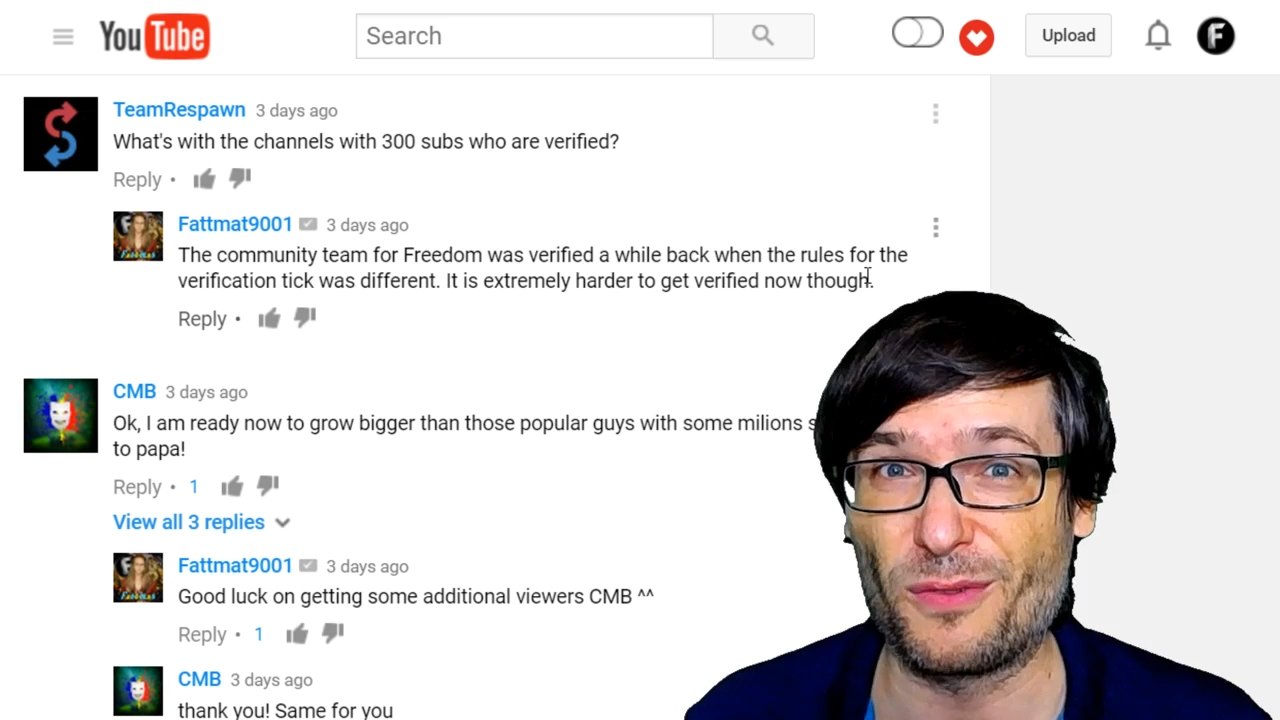 YouTube
Search
Upload
F
TeamRespawn 3 days ago
What's with the channels with 300 subs who are verified?
Reply •
Fattmat9001 3 days ago
The community team for Freedom was verified a while back when the rules for the
verification tick was different. It is extremely harder to get verified now though.
Reply •
CMB 3 days ago
Ok, I am ready now to grow bigger than those popular guys with some milions
to papa!
Reply • 1
View all 3 replies
Fattmat9001 3 days ago
Good luck on getting some additional viewers CMB ^^
Reply • 1
CMB 3 days ago
thank you! Same for you